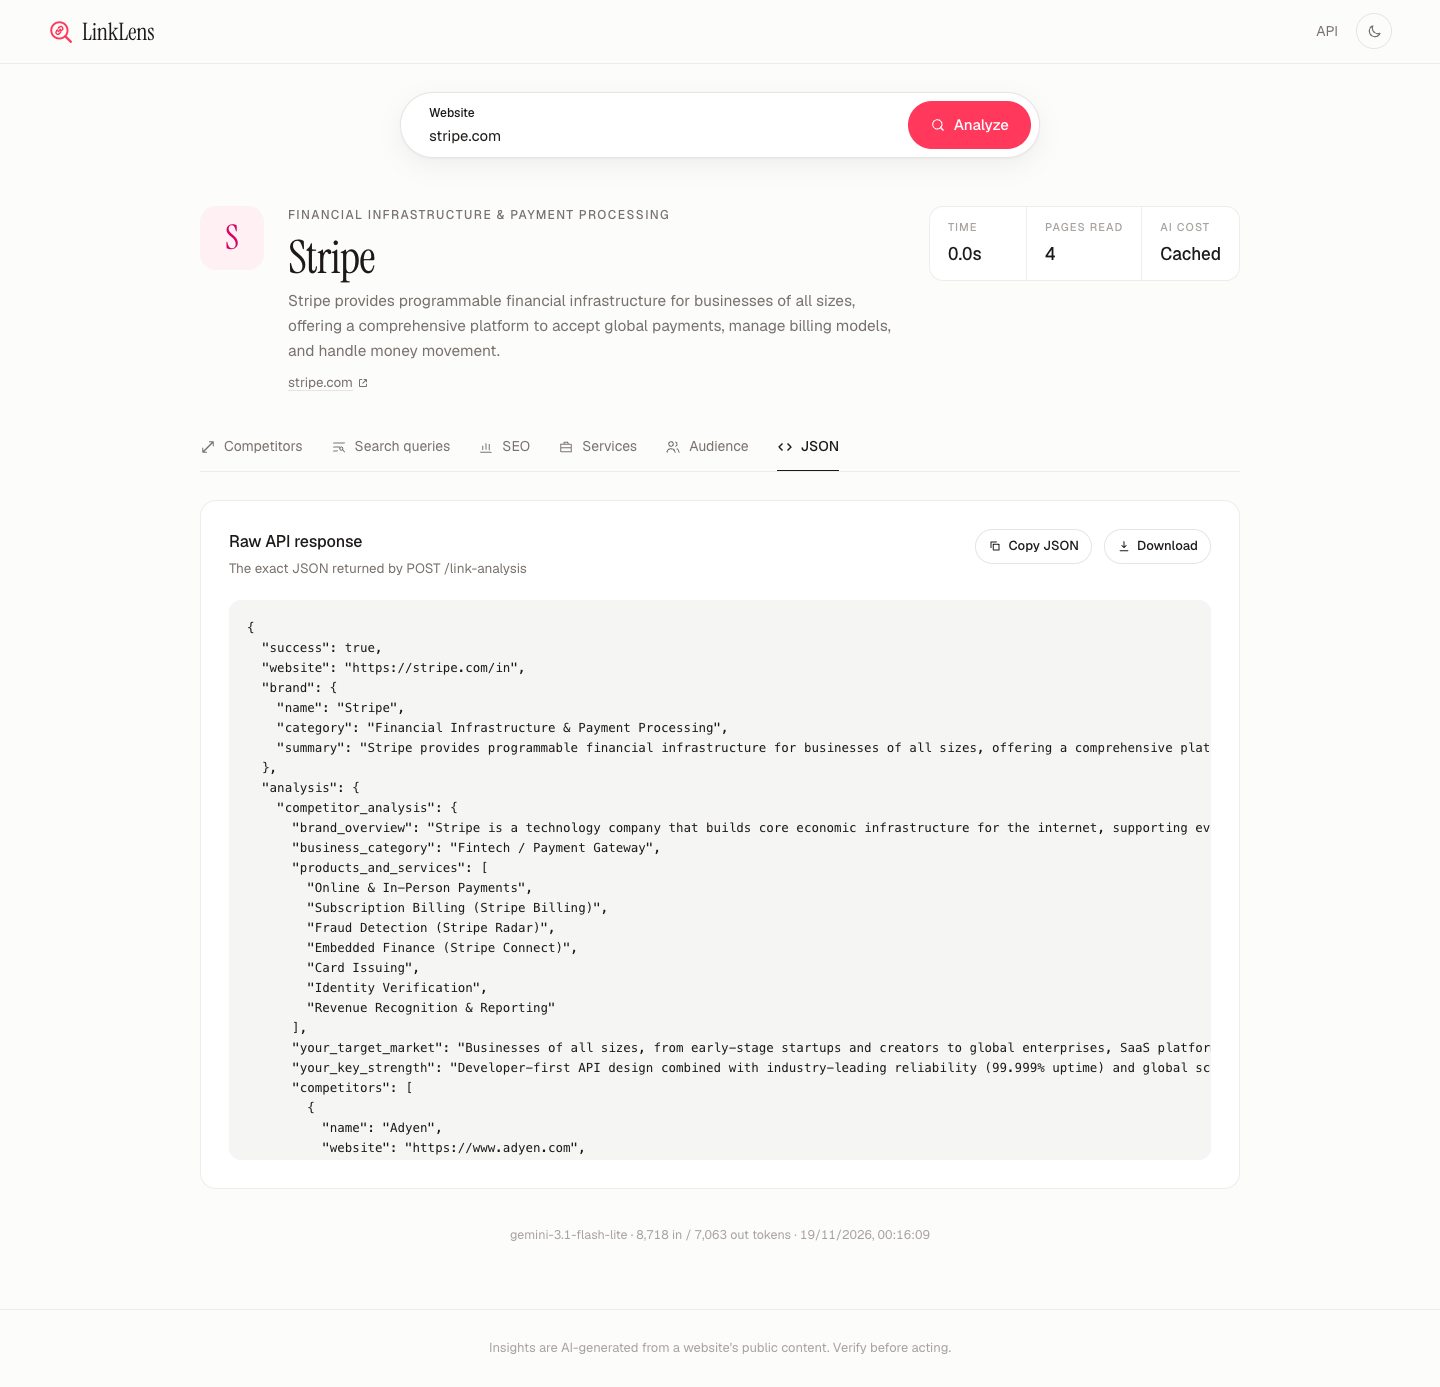 LinkLens
API
Website
stripe.com
Analyze
S
FINANCIAL INFRASTRUCTURE & PAYMENT PROCESSING
Stripe
Stripe provides programmable financial infrastructure for businesses of all sizes,
offering a comprehensive platform to accept global payments, manage billing models,
and handle money movement.
stripe.com
TIME
0.0s
PAGES READ
4
AI COST
Cached
Competitors
Search queries
SEO
Services
Audience
JSON
Raw API response
The exact JSON returned by POST /link-analysis
Copy JSON
Download
{
  "success": true,
  "website": "https://stripe.com/in",
  "brand": {
    "name": "Stripe",
    "category": "Financial Infrastructure & Payment Processing",
    "summary": "Stripe provides programmable financial infrastructure for businesses of all sizes, offering a comprehensive plat
  },
  "analysis": {
    "competitor_analysis": {
      "brand_overview": "Stripe is a technology company that builds core economic infrastructure for the internet, supporting ev
      "business_category": "Fintech / Payment Gateway",
      "products_and_services": [
        "Online & In-Person Payments",
        "Subscription Billing (Stripe Billing)",
        "Fraud Detection (Stripe Radar)",
        "Embedded Finance (Stripe Connect)",
        "Card Issuing",
        "Identity Verification",
        "Revenue Recognition & Reporting"
      ],
      "your_target_market": "Businesses of all sizes, from early-stage startups and creators to global enterprises, SaaS platfor
      "your_key_strength": "Developer-first API design combined with industry-leading reliability (99.999% uptime) and global sc
      "competitors": [
        {
          "name": "Adyen",
          "website": "https://www.adyen.com",
gemini-3.1-flash-lite · 8,718 in / 7,063 out tokens · 19/11/2026, 00:16:09
Insights are AI-generated from a website's public content. Verify before acting.